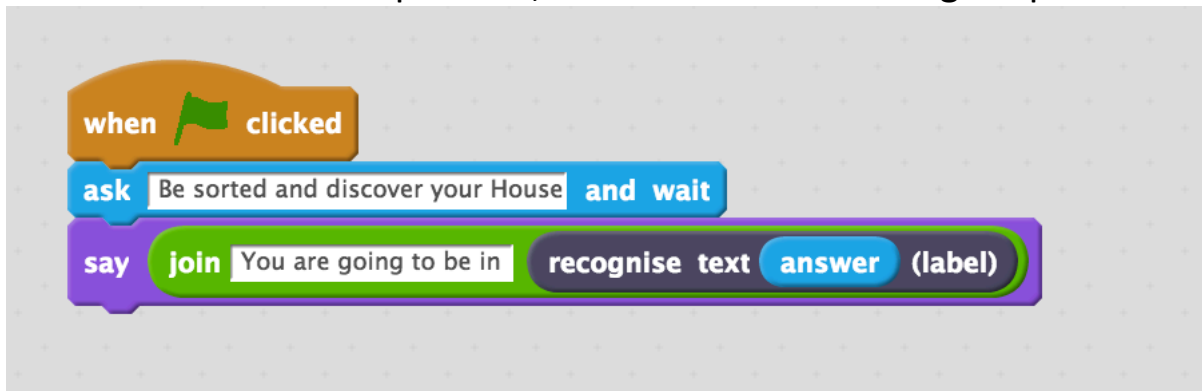 when clicked
ask Be sorted and discover your House and wait
say join You are going to be in recognise text answer (label)